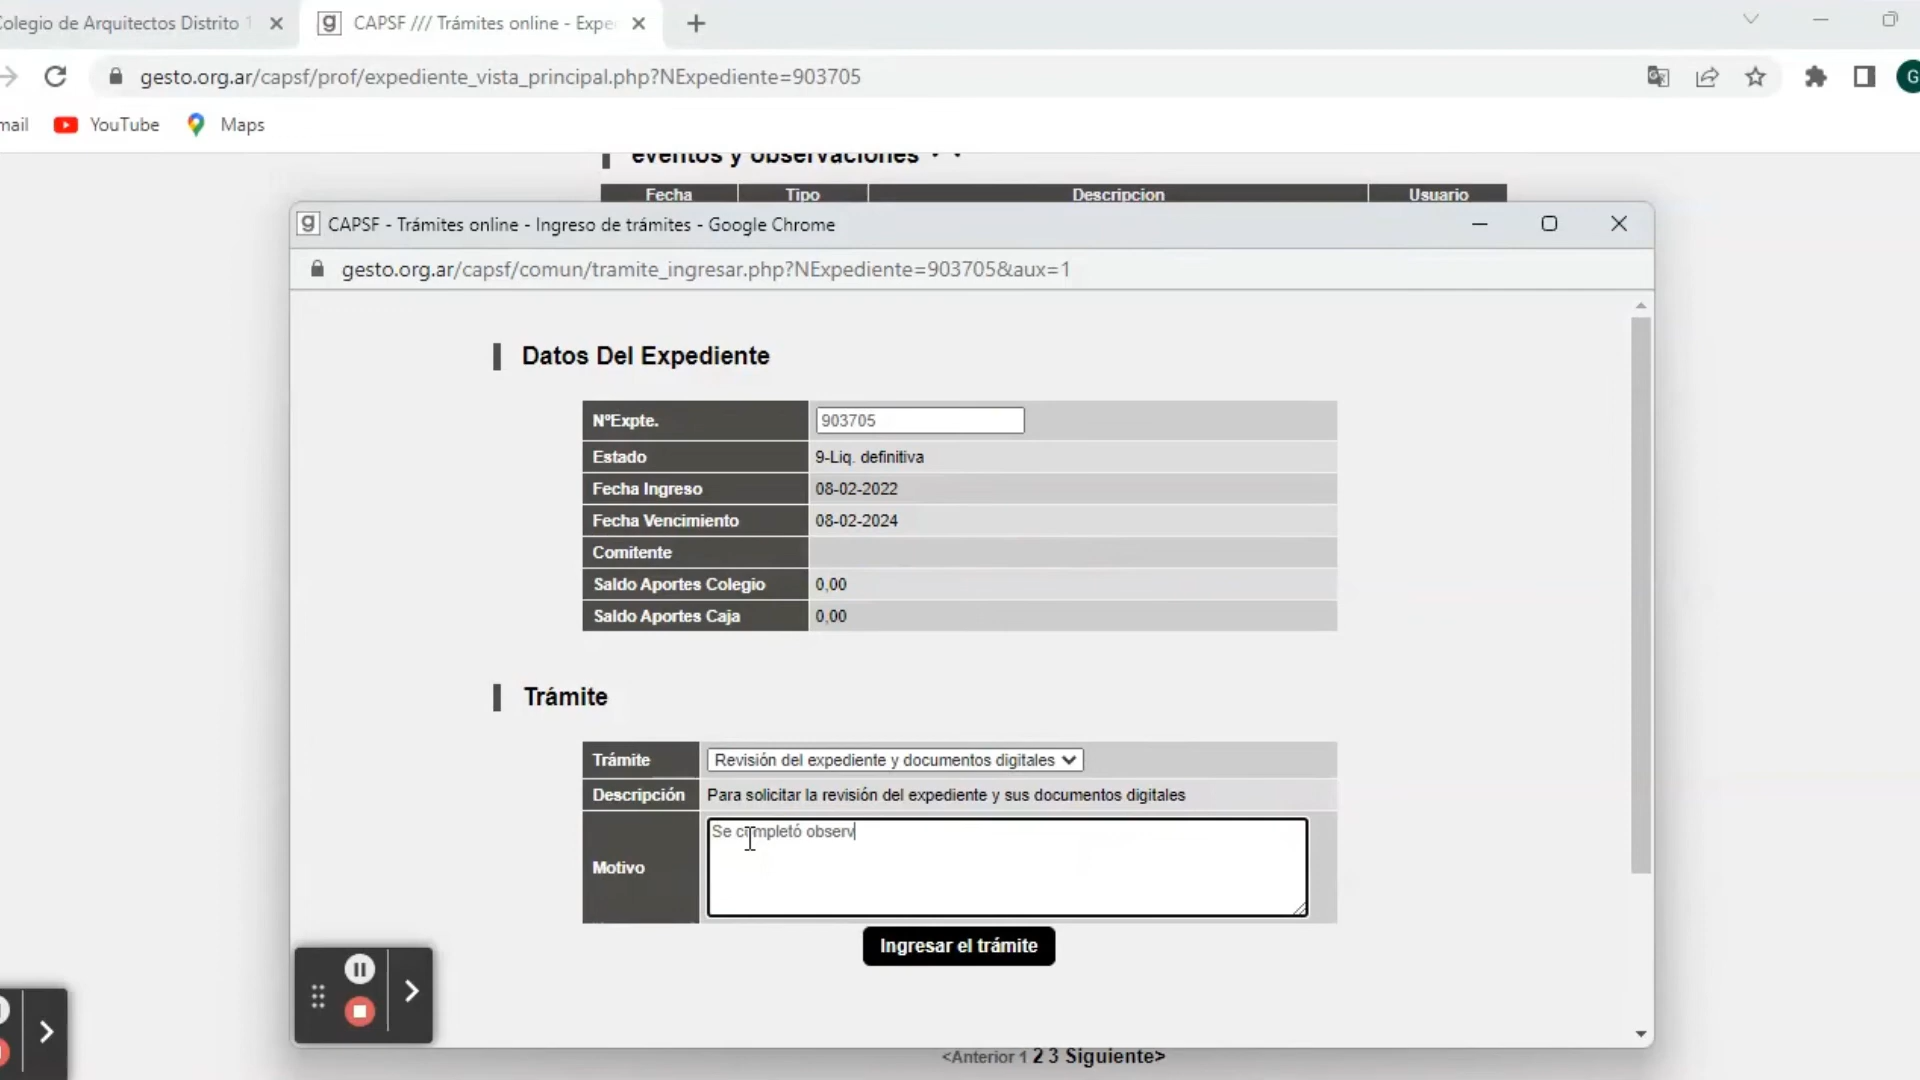 olegio de Arquitectos Distrito 1
g CAPSF /// Trámites online - Expe
gesto.org.ar/capsf/prof/expediente_vista_principal.php?NExpediente=903705
G
mail YouTube Maps
eventos y observaciones
Fecha Tipo Descripcion Usuario
g CAPSF - Trámites online - Ingreso de trámites - Google Chrome
gesto.org.ar/capsf/comun/tramite_ingresar.php?NExpediente=903705&aux=1
Datos Del Expediente
NºExpte. 903705
Estado 9-Liq. definitiva
Fecha Ingreso 08-02-2022
Fecha Vencimiento 08-02-2024
Comitente
Saldo Aportes Colegio 0,00
Saldo Aportes Caja 0,00
Trámite
Trámite Revisión del expediente y documentos digitales
Descripción Para solicitar la revisión del expediente y sus documentos digitales
Motivo Se completó observ
Ingresar el trámite
<Anterior 1 2 3 Siguiente>